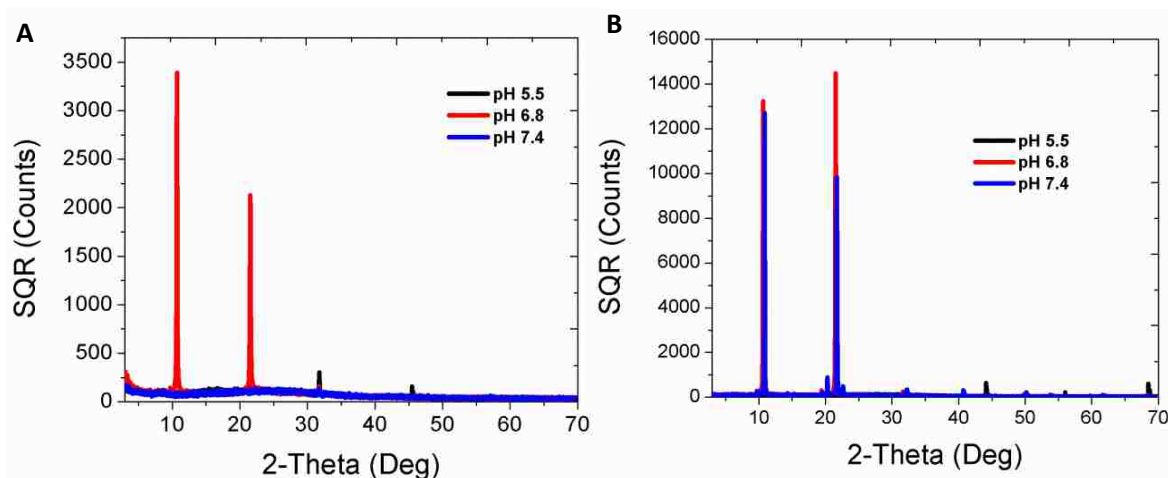 A
SQR (Counts)
3500
3000
2500
2000
1500
1000
500
0
pH 5.5
pH 6.8
pH 7.4
10 20 30 40 50 60 70
2-Theta (Deg)
B
SQR (Counts)
16000
14000
12000
10000
8000
6000
4000
2000
0
pH 5.5
pH 6.8
pH 7.4
10 20 30 40 50 60 70
2-Theta (Deg)